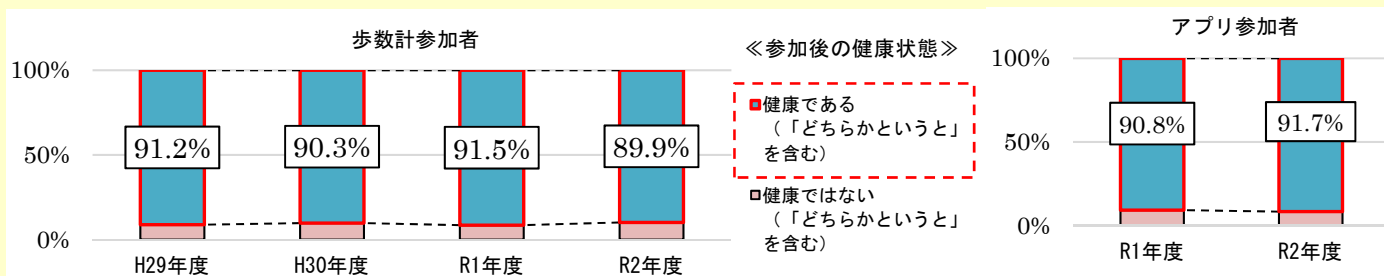 歩数計参加者
100%
50%
0%
91.2%
90.3%
91.5%
89.9%
H29年度
H30年度
R1年度
R2年度
≪参加後の健康状態≫
健康である
（「どちらかというと」
を含む）
健康ではない
（「どちらかというと」
を含む）
アプリ参加者
100%
50%
0%
90.8%
91.7%
R1年度
R2年度